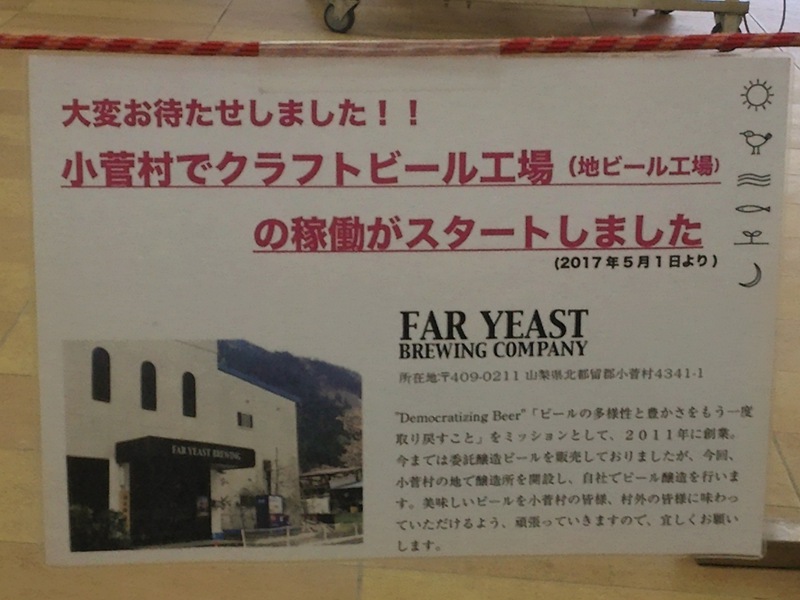 大変お待たせしました！！
小菅村でクラフトビール工場（地ビール工場）
の稼働がスタートしました
(2017年5月1日より)
FAR YEAST
BREWING COMPANY
所在地:〒409-0211 山梨県北都留郡小菅村4341-1
"Democratizing Beer"「ビールの多様性と豊かさをもう一度
取り戻すこと」をミッションとして、２０１１年に創業。
今までは委託醸造ビールを販売しておりましたが、今回、
小菅村の地で醸造所を開設し、自社でビール醸造を行いま
す。美味しいビールを小菅村の皆様、村外の皆様に味わっ
ていただけるよう、頑張っていきますので、宜しくお願い
します。
FAR YEAST BREWING